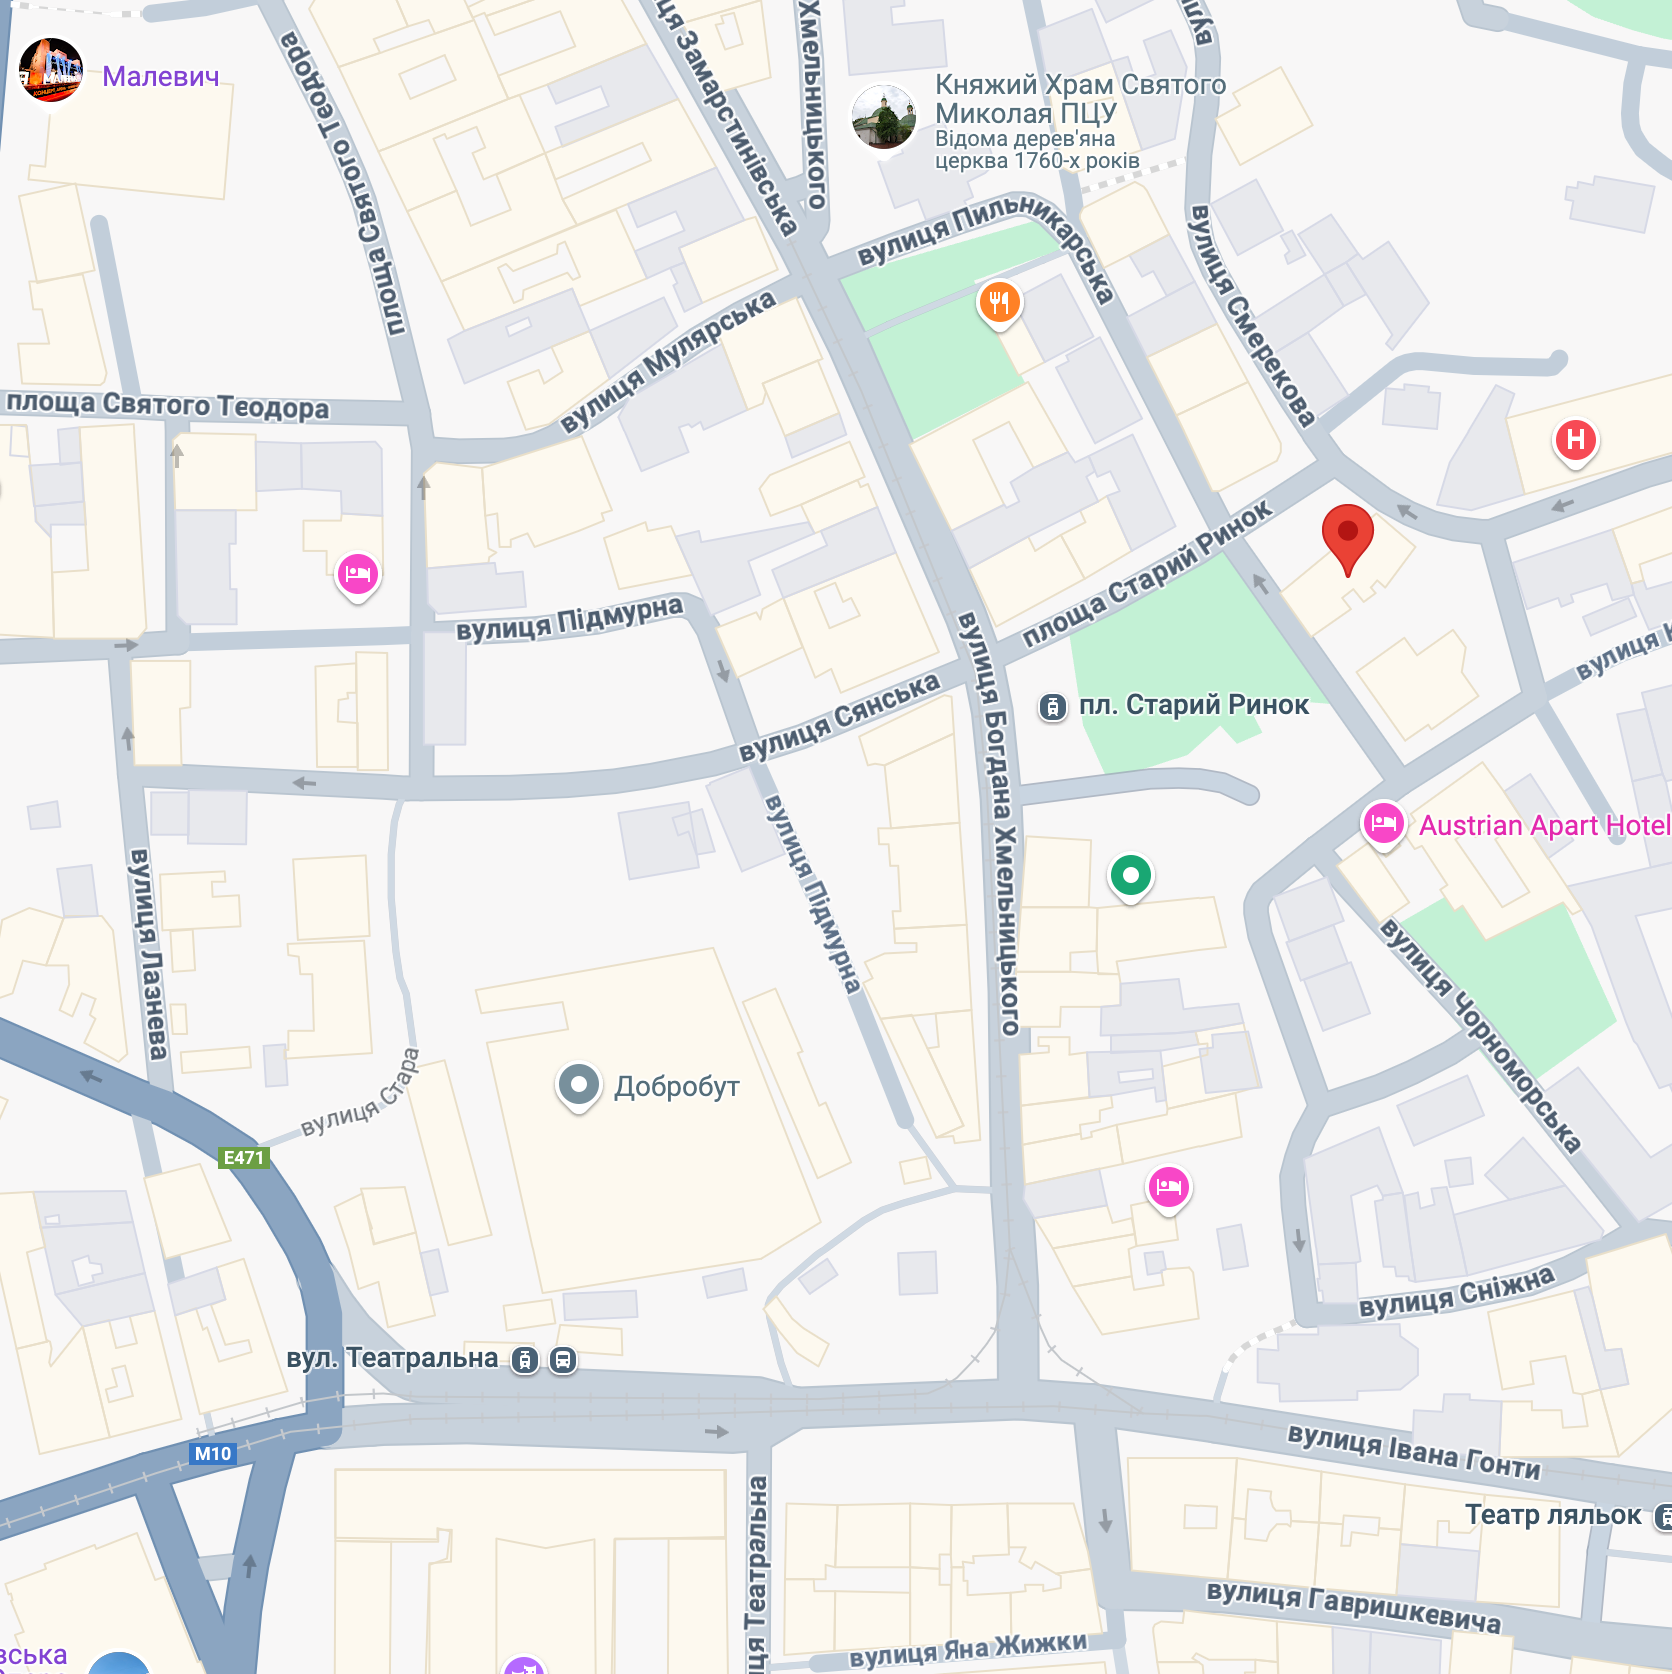 площа Святого Теодора
Малевич
Княжий Храм Святого
Миколая ПЦУ
Відома дерев'яна
церква 1760-х років
вулиця Пильникарська
вулиця Мулярська
вулиця Смерекова
площа Святого Теодора
площа Старий Ринок
вулиця Підмурна
вулиця Сянська
вулиця Богдана Хмельницького
пл. Старий Ринок
Austrian Apart Hotel
вулиця Підмурна
вулиця Лазнева
вулиця Чорноморська
вулиця Стара
Добробут
E471
вулиця Сніжна
вул. Театральна
M10
вулиця Івана Гонти
Театр ляльок
вулиця Гавришкевича
вулиця Яна Жижки
Замарстинівська
Хмельницького
Театральна
вулиця
H